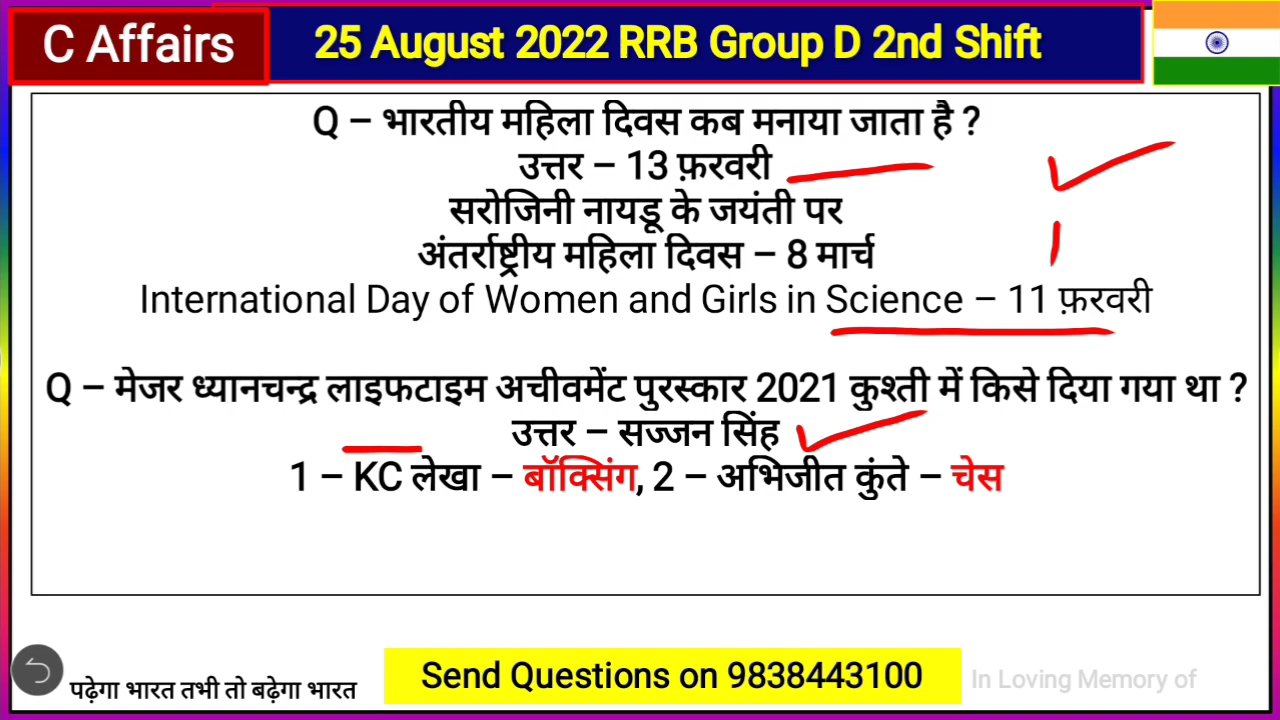 C Affairs
25 August 2022 RRB Group D 2nd Shift
Q – भारतीय महिला दिवस कब मनाया जाता है ?
उत्तर – 13 फ़रवरी
सरोजिनी नायडू के जयंती पर
अंतर्राष्ट्रीय महिला दिवस – 8 मार्च
International Day of Women and Girls in Science – 11 फ़रवरी
Q – मेजर ध्यानचन्द्र लाइफटाइम अचीवमेंट पुरस्कार 2021 कुश्ती में किसे दिया गया था ?
उत्तर – सज्जन सिंह
1 – KC लेखा – बॉक्सिंग, 2 – अभिजीत कुंते – चेस
पढ़ेगा भारत तभी तो बढ़ेगा भारत
Send Questions on 9838443100
In Loving Memory of